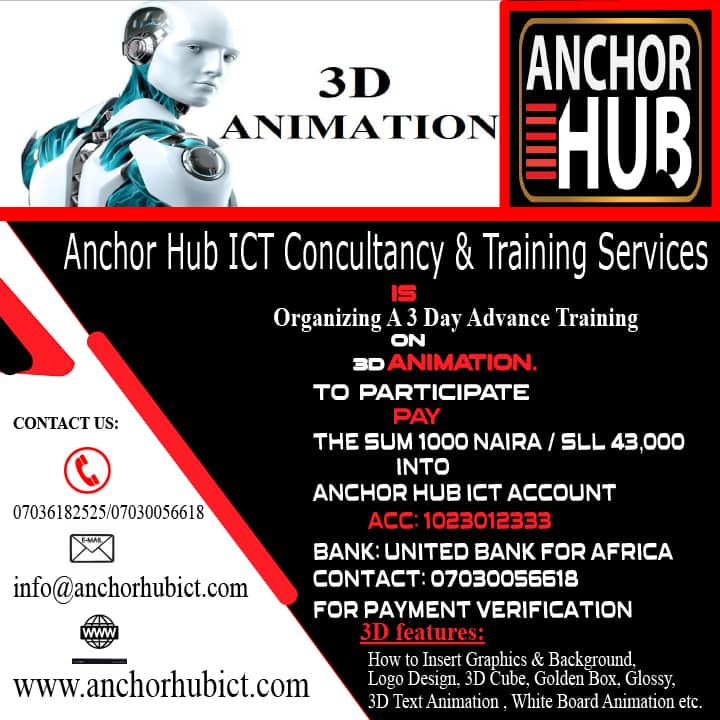 3D
ANIMATION
ANCHOR
HUB
Anchor Hub ICT Concultancy & Training Services
IS
Organizing A 3 Day Advance Training
ON
3D ANIMATION.
TO PARTICIPATE
PAY
THE SUM 1000 NAIRA / SLL 43,000
INTO
ANCHOR HUB ICT ACCOUNT
ACC: 1023012333
BANK: UNITED BANK FOR AFRICA
CONTACT: 07030056618
FOR PAYMENT VERIFICATION
3D features:
How to Insert Graphics & Background,
Logo Design, 3D Cube, Golden Box, Glossy,
3D Text Animation , White Board Animation etc.
CONTACT US:
07036182525/07030056618
E-MAIL
info@anchorhubict.com
WWW
www.anchorhubict.com